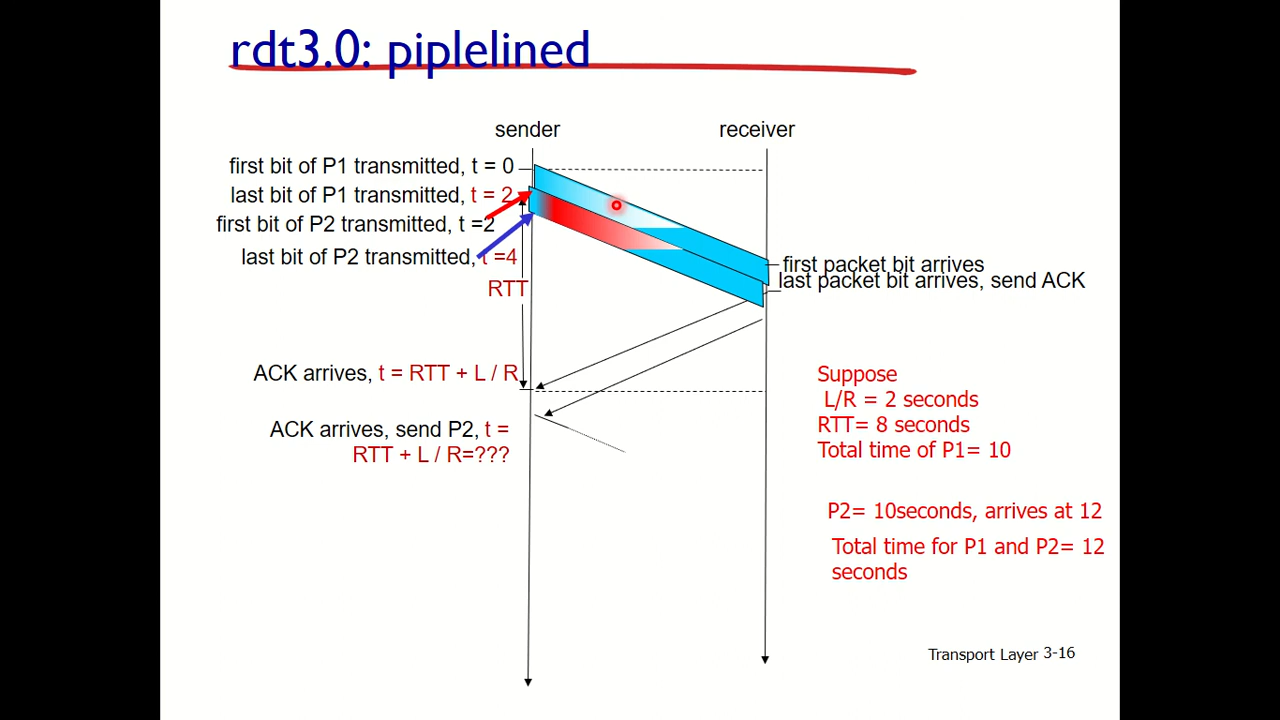 rdt3.0: piplelined
sender
receiver
first bit of P1 transmitted, t = 0
last bit of P1 transmitted, t = 2
first bit of P2 transmitted, t =2
last bit of P2 transmitted, t =4
RTT
first packet bit arrives
last packet bit arrives, send ACK
ACK arrives, t = RTT + L / R
ACK arrives, send P2, t =
RTT + L / R=???
Suppose
L/R = 2 seconds
RTT= 8 seconds
Total time of P1= 10
P2= 10seconds, arrives at 12
Total time for P1 and P2= 12
seconds
Transport Layer 3-16